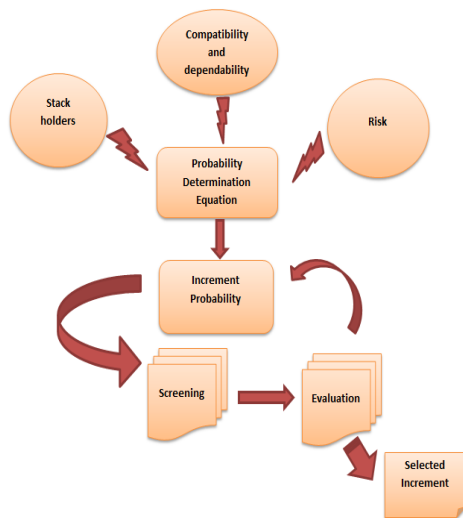 Compatibility
and
dependability
Stack
holders
Risk
Probability
Determination
Equation
Increment
Probability
Screening
Evaluation
Selected
Increment